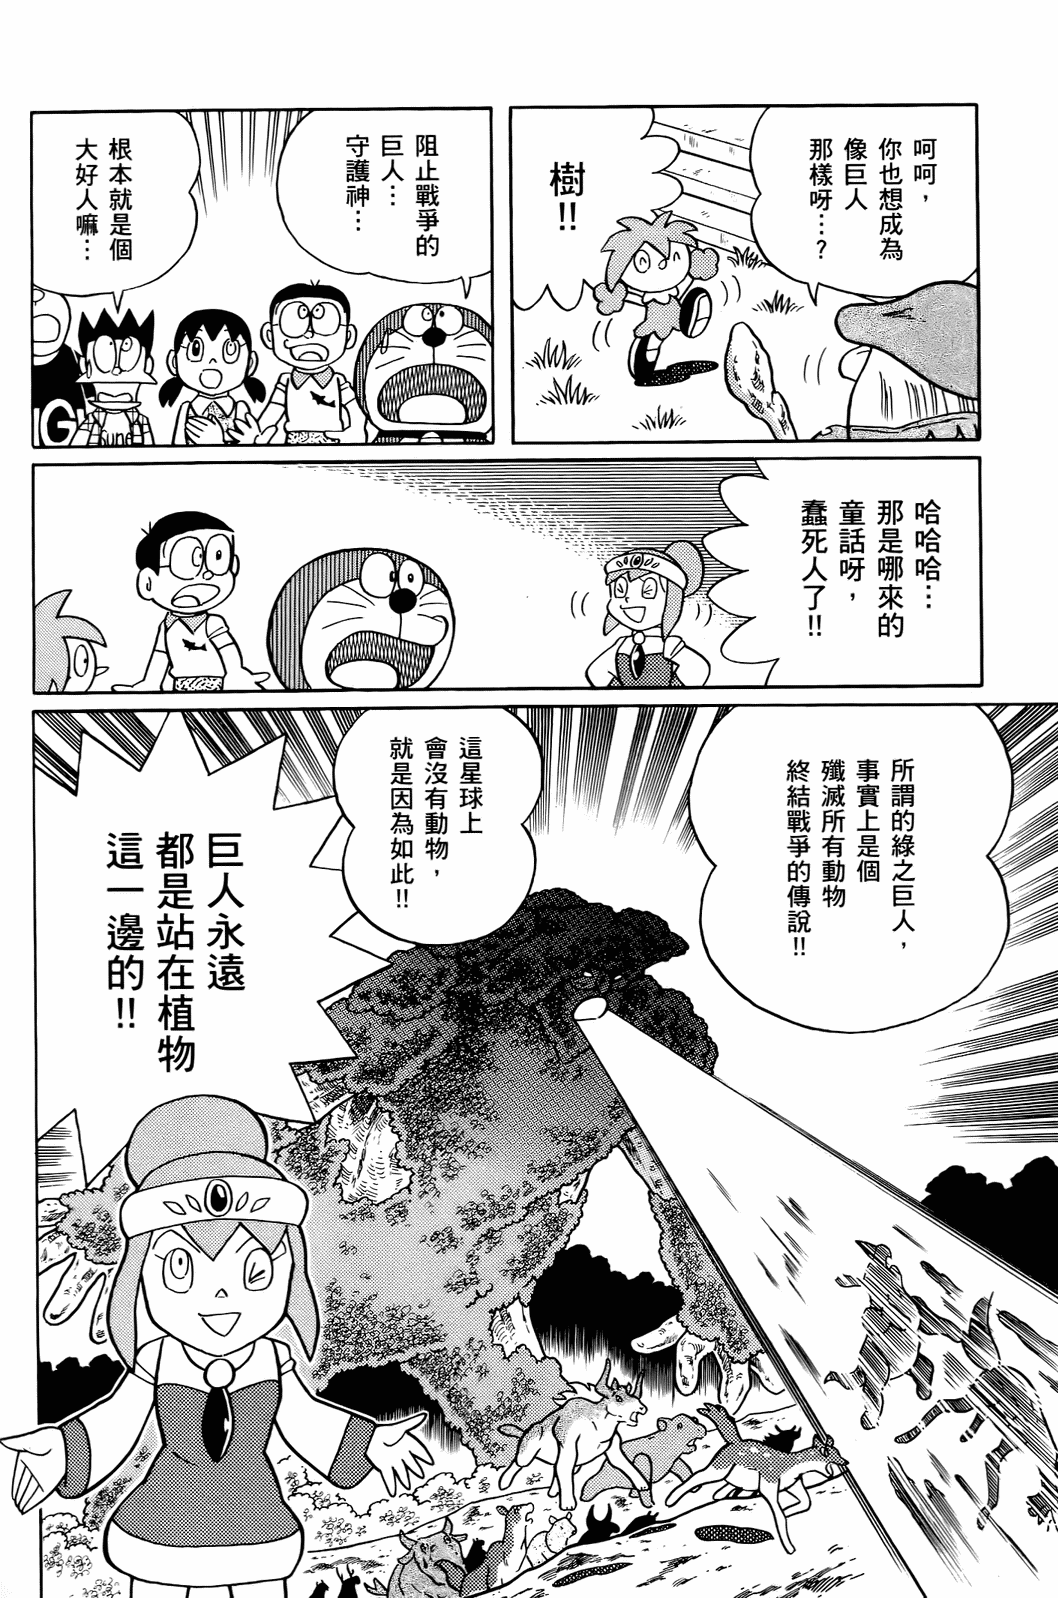 呵呵，
你也想成為
像巨人
那樣呀…?
樹!!
阻止戰爭的
巨人…
守護神…
根本就是個
大好人嘛…
G
Sune
哈哈哈…
那是哪來的
童話呀，
蠢死人了!!
所謂的綠之巨人，
事實上是個
殲滅所有動物
終結戰爭的傳說!!
這星球上
會沒有動物，
就是因為如此!!
巨人永遠
都是站在植物
這一邊的!!